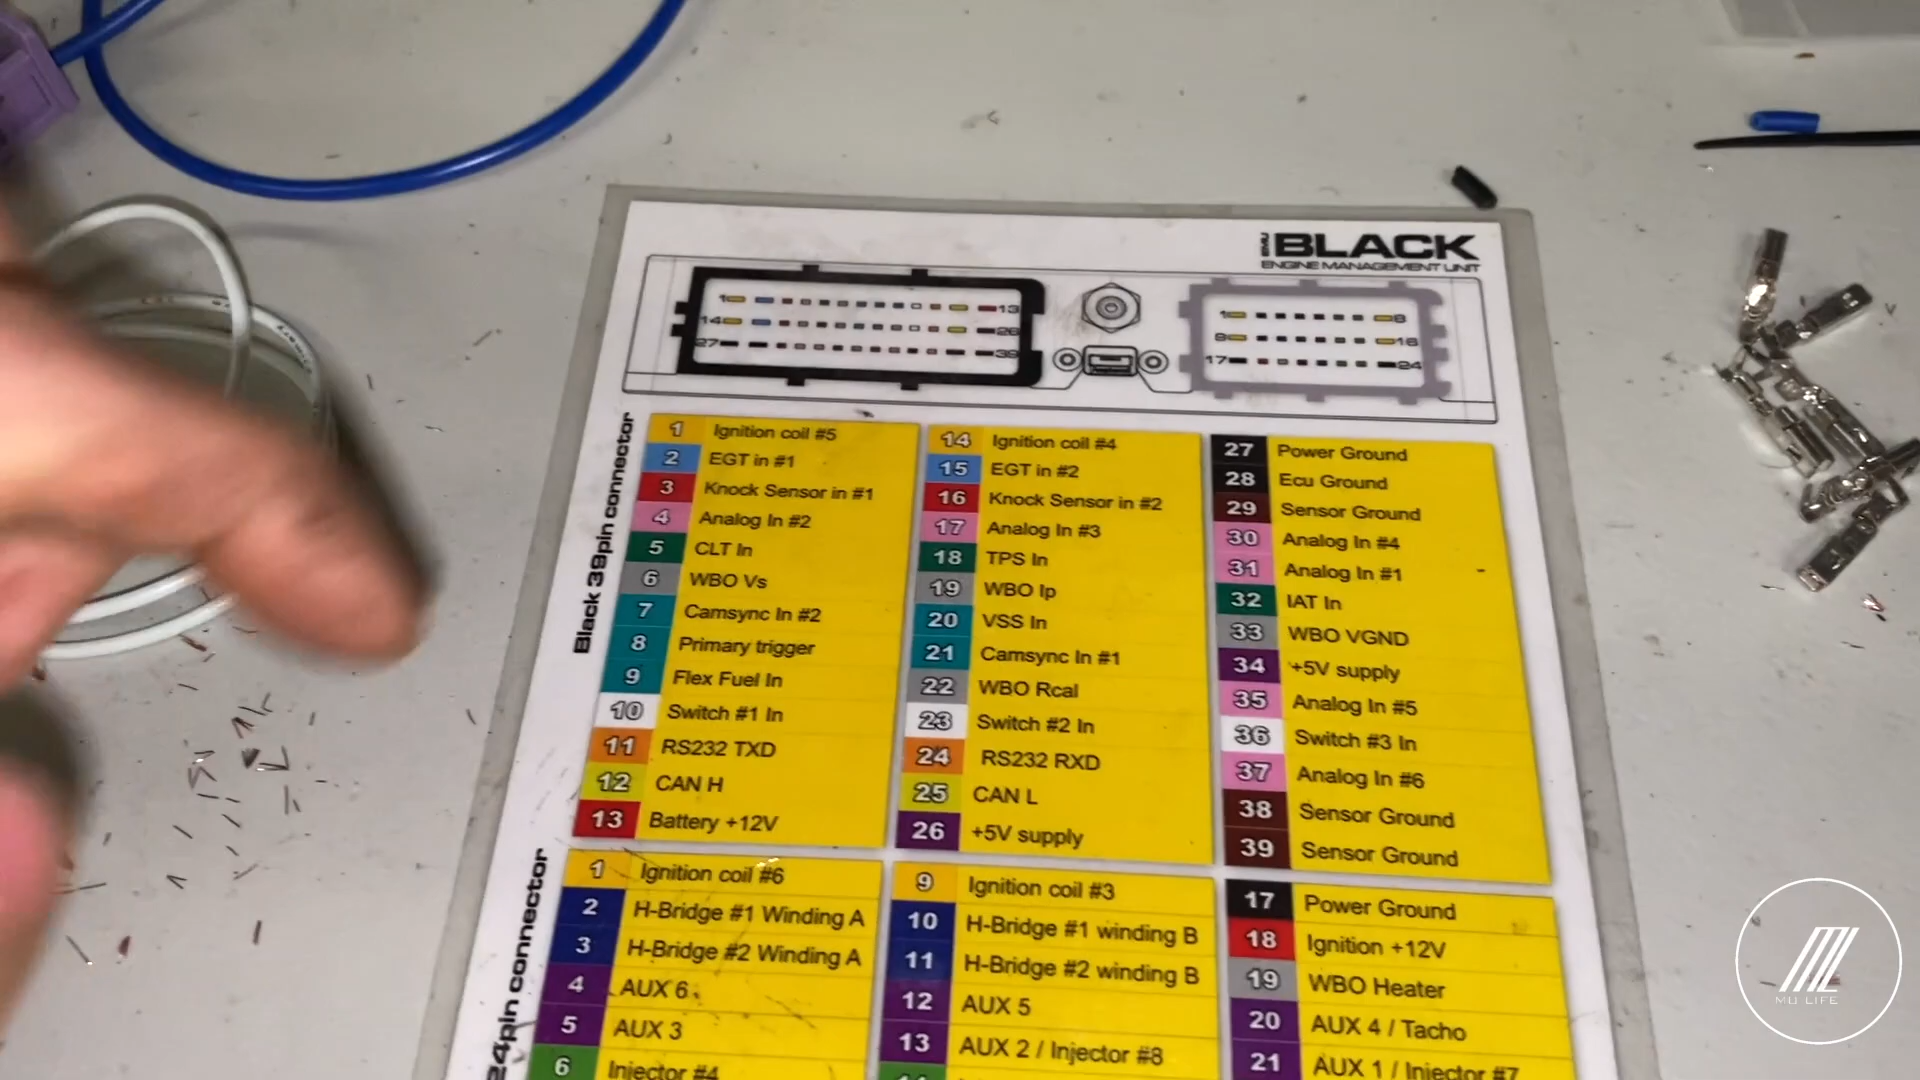 EMU BLACK
ENGINE MANAGEMENT UNIT
1 13
14 26
27 39
1 8
9 16
17 24
Black 39pin connector
1 Ignition coil #5
2 EGT in #1
3 Knock Sensor in #1
4 Analog In #2
5 CLT In
6 WBO Vs
7 Camsync In #2
8 Primary trigger
9 Flex Fuel In
10 Switch #1 In
11 RS232 TXD
12 CAN H
13 Battery +12V
14 Ignition coil #4
15 EGT in #2
16 Knock Sensor in #2
17 Analog In #3
18 TPS In
19 WBO Ip
20 VSS In
21 Camsync In #1
22 WBO Rcal
23 Switch #2 In
24 RS232 RXD
25 CAN L
26 +5V supply
27 Power Ground
28 Ecu Ground
29 Sensor Ground
30 Analog In #4
31 Analog In #1
32 IAT In
33 WBO VGND
34 +5V supply
35 Analog In #5
36 Switch #3 In
37 Analog In #6
38 Sensor Ground
39 Sensor Ground
24pin connector
1 Ignition coil #6
2 H-Bridge #1 Winding A
3 H-Bridge #2 Winding A
4 AUX 6
5 AUX 3
6 Injector #4
9 Ignition coil #3
10 H-Bridge #1 winding B
11 H-Bridge #2 winding B
12 AUX 5
13 AUX 2 / Injector #8
17 Power Ground
18 Ignition +12V
19 WBO Heater
20 AUX 4 / Tacho
21 AUX 1 / Injector #7
MU LIFE